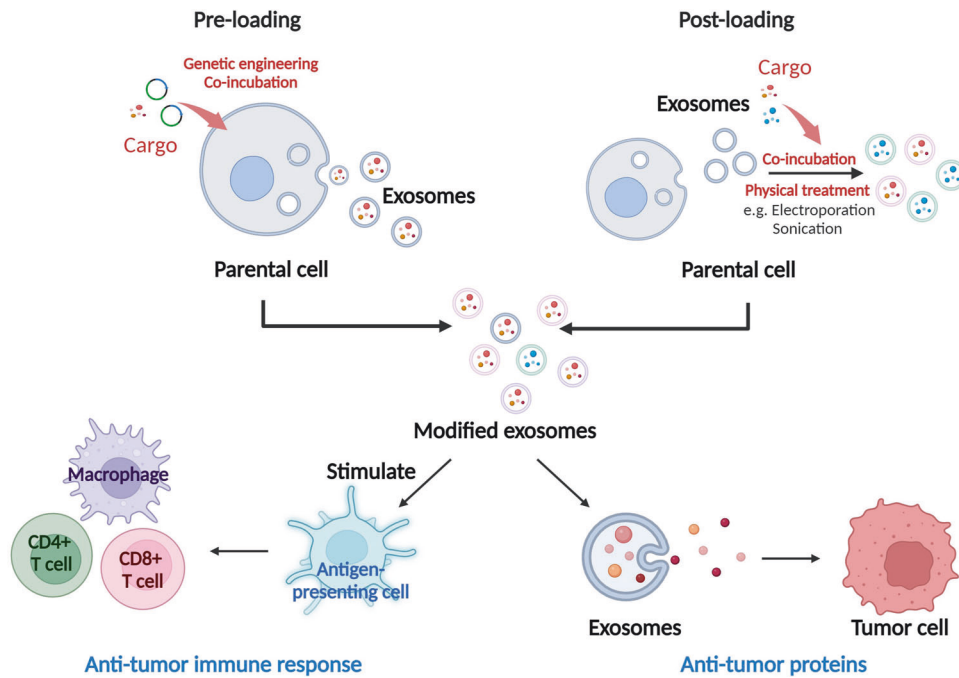 Pre-loading
Post-loading
Genetic engineering
Co-incubation
Cargo
Exosomes
Parental cell
Cargo
Exosomes
Co-incubation
Physical treatment
e.g. Electroporation
Sonication
Parental cell
Modified exosomes
Stimulate
Macrophage
CD4+
T cell
CD8+
T cell
Antigen-
presenting cell
Exosomes
Tumor cell
Anti-tumor immune response
Anti-tumor proteins